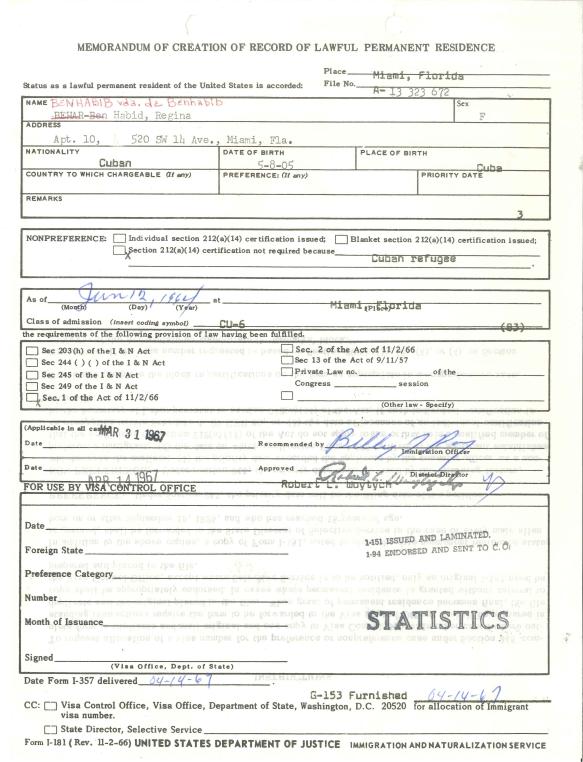 MEMORANDUM OF CREATION OF RECORD OF LAWFUL PERMANENT RESIDENCE
Place Miami, Florida
Status as a lawful permanent resident of the United States is accorded: File No. A- 13 323 672
NAME BENHABIB vda. de Benhabib Sex
BEHAR-Ben Habid, Regina F
ADDRESS
Apt. 10, 520 SW 14 Ave., Miami, Fla.
NATIONALITY DATE OF BIRTH PLACE OF BIRTH
Cuban 5-8-05 Cuba
COUNTRY TO WHICH CHARGEABLE (If any) PREFERENCE: (If any) PRIORITY DATE
REMARKS
3
NONPREFERENCE: Individual section 212(a)(14) certification issued; Blanket section 212(a)(14) certification issued;
X Section 212(a)(14) certification not required because Cuban refugee
As of Jun 12, 1964 at Miami, Florida
(Month) (Day) (Year) (Place)
Class of admission (insert coding symbol) CU-6 (83)
the requirements of the following provision of law having been fulfilled.
Sec 203(h) of the I & N Act Sec. 2 of Act of 11/2/66
Sec 244 ( ) ( ) of the I & N Act Sec 13 of the Act of 9/11/57
Sec 245 of the I & N Act Private Law no. of the
Sec 249 of the I & N Act Congress session
X Sec. 1 of the Act of 11/2/66
(Other law - Specify)
(Applicable in all cases) MAR 31 1967
Date Recommended by Billy J Roy
Immigration Officer
Date APR 14 1967 Approved
District Director
FOR USE BY VISA CONTROL OFFICE Robert L. Woytych
Date
I-151 ISSUED AND LAMINATED.
Foreign State I-94 ENDORSED AND SENT TO C.O.
Preference Category
Number
Month of Issuance STATISTICS
Signed
(Visa Office, Dept. of State)
Date Form I-357 delivered 04-14-67
G-153 Furnished 04-14-67
CC: Visa Control Office, Visa Office, Department of State, Washington, D.C. 20520 for allocation of immigrant
visa number.
State Director, Selective Service
Form I-181 (Rev. 11-2-66) UNITED STATES DEPARTMENT OF JUSTICE IMMIGRATION AND NATURALIZATION SERVICE